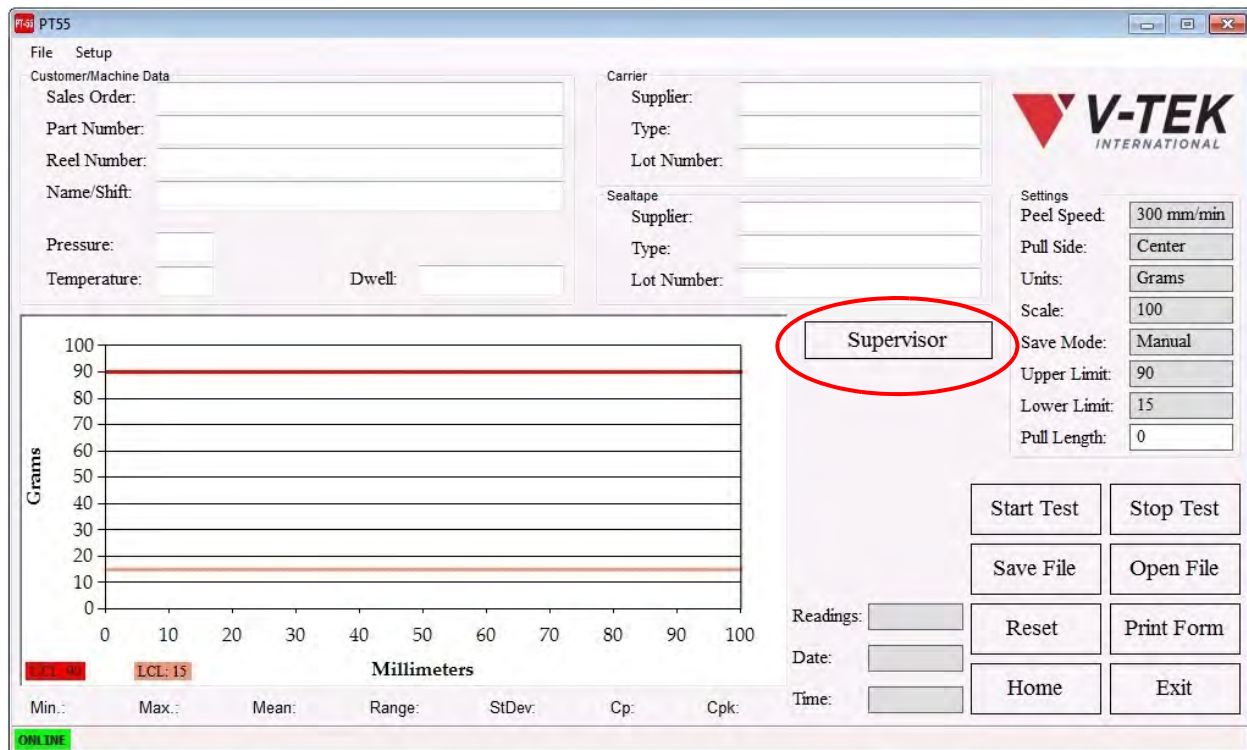 PT-55 PT55
File Setup
Customer/Machine Data
Sales Order:
Part Number:
Reel Number:
Name/Shift:
Pressure:
Temperature:
Dwell:
Carrier
Supplier:
Type:
Lot Number:
Sealtape
Supplier:
Type:
Lot Number:
V-TEK
INTERNATIONAL
Settings
Peel Speed: 300 mm/min
Pull Side: Center
Units: Grams
Scale: 100
Save Mode: Manual
Upper Limit: 90
Lower Limit: 15
Pull Length: 0
Supervisor
Grams
100
90
80
70
60
50
40
30
20
10
0
0 10 20 30 40 50 60 70 80 90 100
Millimeters
LCL: 15
Min.: Max.: Mean: Range: StDev: Cp: Cpk:
Readings:
Date:
Time:
Start Test Stop Test
Save File Open File
Reset Print Form
Home Exit
ONLINE